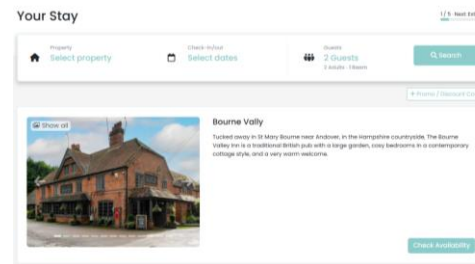 Your Stay
1/5 Next: Ext
Property
Select property
Check-in/out
Select dates
Guests
2 Guests
2 Adults · 1 Room
Search
Promo / Discount Co
Show all
Bourne Vally
Tucked away in St Mary Bourne near Andover, in the Hampshire countryside, The Bourne
Valley Inn is a traditional British pub with a large garden, cosy bedrooms in a contemporary
cottage style, and a very warm welcome.
Check Availability